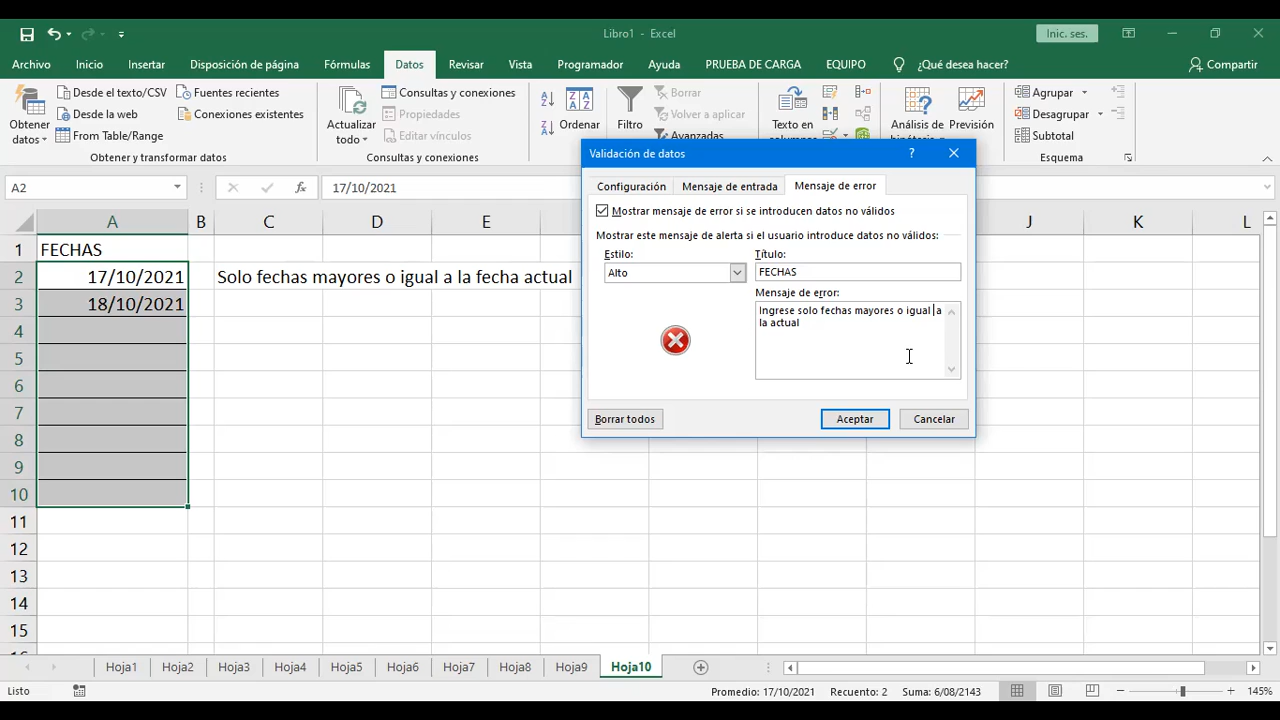 Libro1 - Excel
Inic. ses.
Archivo Inicio Insertar Disposición de página Fórmulas Datos Revisar Vista Programador Ayuda PRUEBA DE CARGA EQUIPO ¿Qué desea hacer? Compartir
Desde el texto/CSV Fuentes recientes
Desde la web Conexiones existentes
From Table/Range
Obtener datos
Obtener y transformar datos
Actualizar todo
Consultas y conexiones
Propiedades
Editar vínculos
Consultas y conexiones
Ordenar
Filtro
Borrar
Volver a aplicar
Avanzadas
Texto en
Análisis de
Previsión
Agrupar
Desagrupar
Subtotal
Esquema
A2
fx
17/10/2021
Validación de datos
Configuración Mensaje de entrada Mensaje de error
Mostrar mensaje de error si se introducen datos no válidos
Mostrar este mensaje de alerta si el usuario introduce datos no válidos:
Estilo:
Alto
Título:
FECHAS
Mensaje de error:
Ingrese solo fechas mayores o igual a
la actual
Borrar todos Aceptar Cancelar
A B C D E J K L
1 FECHAS
2 17/10/2021 Solo fechas mayores o igual a la fecha actual
3 18/10/2021
4
5
6
7
8
9
10
11
12
13
14
15
Hoja1 Hoja2 Hoja3 Hoja4 Hoja5 Hoja6 Hoja7 Hoja8 Hoja9 Hoja10
Listo
Promedio: 17/10/2021 Recuento: 2 Suma: 6/08/2143 145%